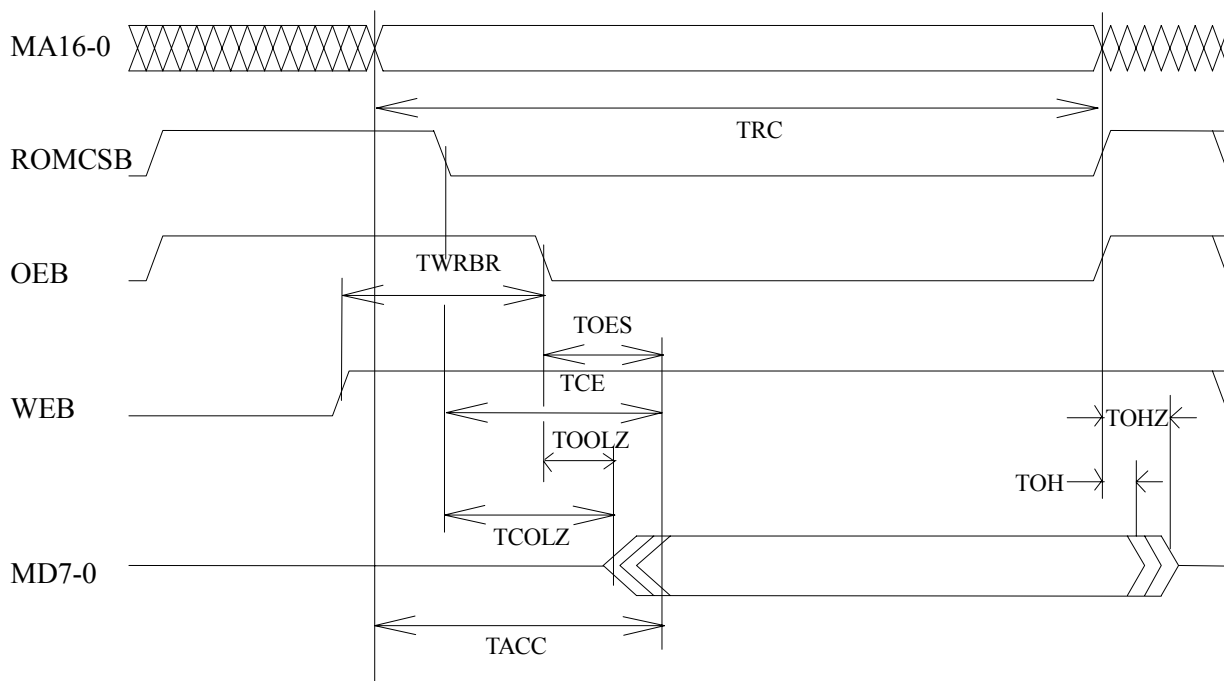 MA16-0
TRC
ROMCSB
OEB
TWRBR
TOES
TCE
WEB
TOHZ
TOOLZ
TOH
TCOLZ
MD7-0
TACC